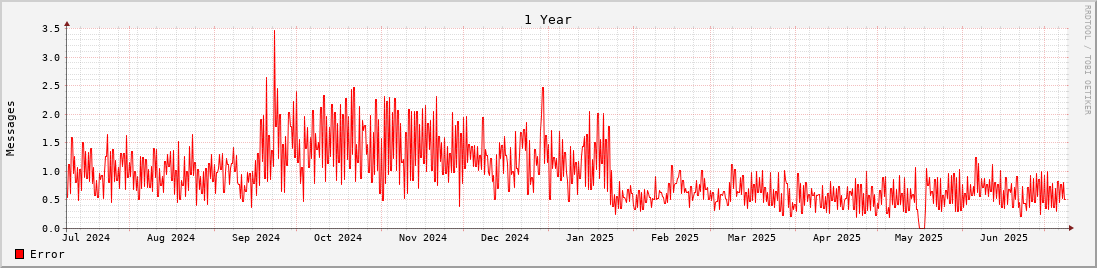 1 Year
RRDTOOL / TOBI OETIKER
Messages
3.5
3.0
2.5
2.0
1.5
1.0
0.5
0.0
Jul 2024 Aug 2024 Sep 2024 Oct 2024 Nov 2024 Dec 2024 Jan 2025 Feb 2025 Mar 2025 Apr 2025 May 2025 Jun 2025
Error